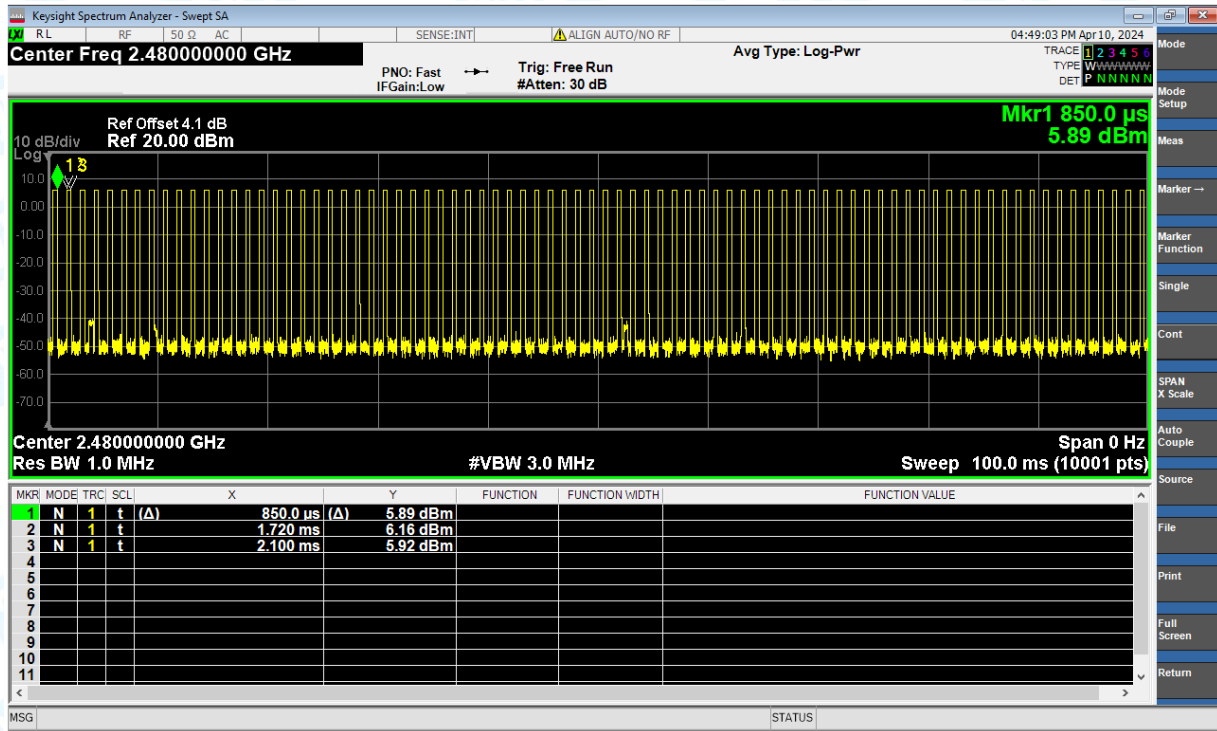 Keysight Spectrum Analyzer - Swept SA
LXI RL RF 50 Ω AC SENSE:INT ALIGN AUTO/NO RF 04:49:03 PM Apr 10, 2024
Center Freq 2.480000000 GHz Avg Type: Log-Pwr TRACE 1 2 3 4 5 6
PNO: Fast Trig: Free Run TYPE WWWWWW
IFGain:Low #Atten: 30 dB DET P N N N N N
Mkr1 850.0 µs
Ref Offset 4.1 dB
10 dB/div Ref 20.00 dBm 5.89 dBm
Log
1
10.0
0.00
-10.0
-20.0
-30.0
-40.0
-50.0
-60.0
-70.0
Center 2.480000000 GHz Span 0 Hz
Res BW 1.0 MHz #VBW 3.0 MHz Sweep 100.0 ms (10001 pts)
MKR MODE TRC SCL X Y FUNCTION FUNCTION WIDTH FUNCTION VALUE
1 N 1 t (Δ) 850.0 µs (Δ) 5.89 dBm
2 N 1 t 1.720 ms 6.16 dBm
3 N 1 t 2.100 ms 5.92 dBm
4
5
6
7
8
9
10
11
MSG STATUS
Mode
Mode
Setup
Meas
Marker →
Marker
Function
Single
Cont
SPAN
X Scale
Auto
Couple
Source
File
Print
Full
Screen
Return